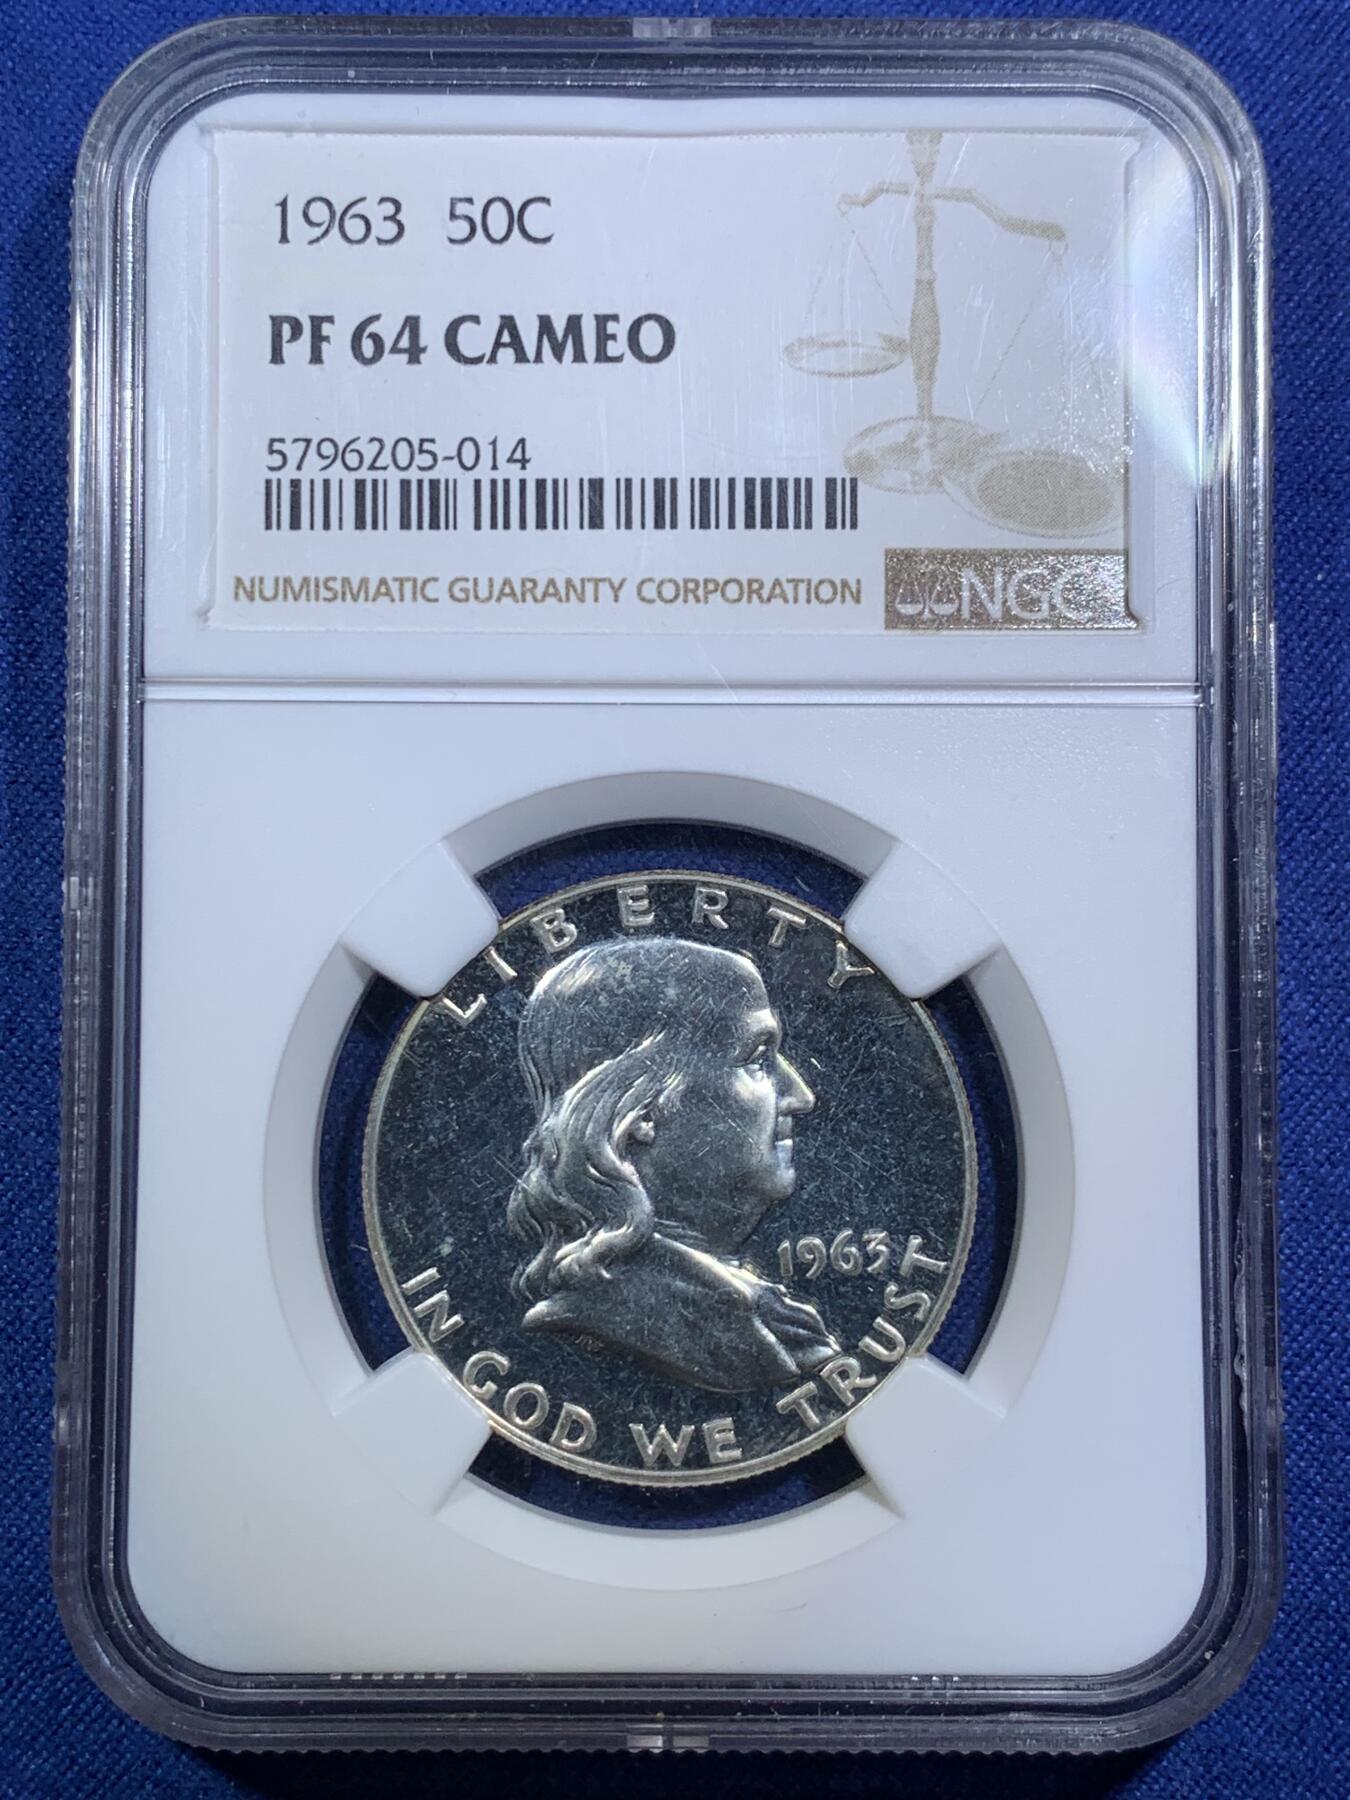 1963 50C
PF 64 CAMEO
5796205-014
NUMISMATIC GUARANTY CORPORATION NGC
LIBERTY
1963
IN GOD WE TRUST